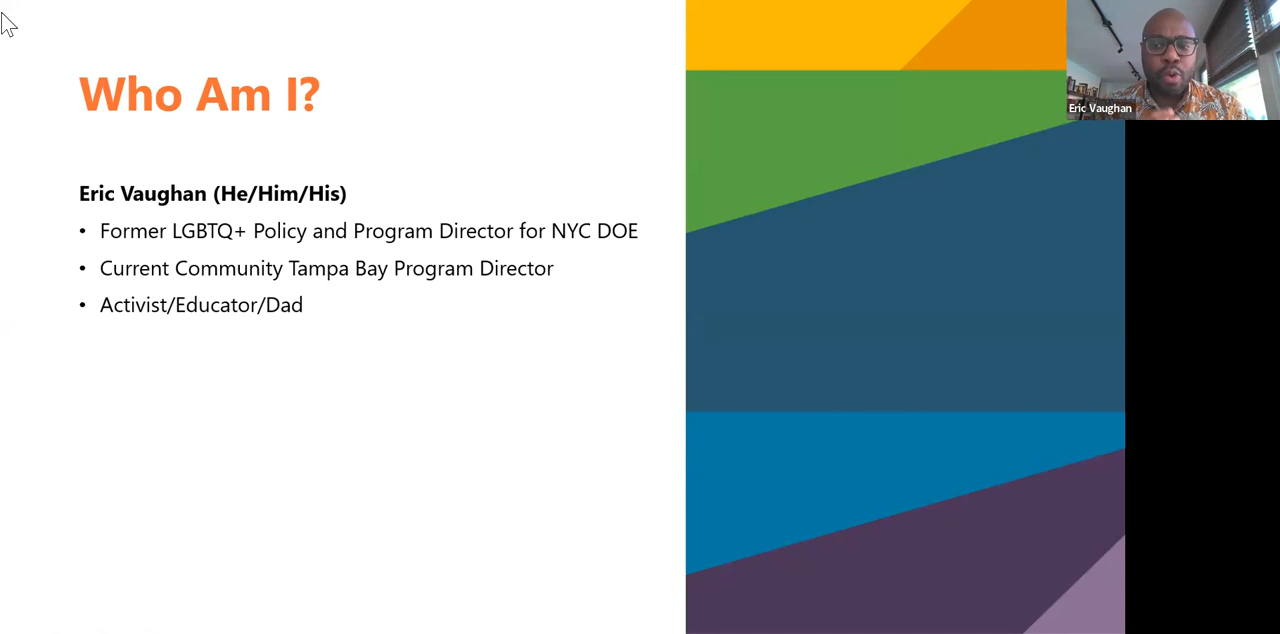 Who Am I?
Eric Vaughan (He/Him/His)
• Former LGBTQ+ Policy and Program Director for NYC DOE
• Current Community Tampa Bay Program Director
• Activist/Educator/Dad
Eric Vaughan